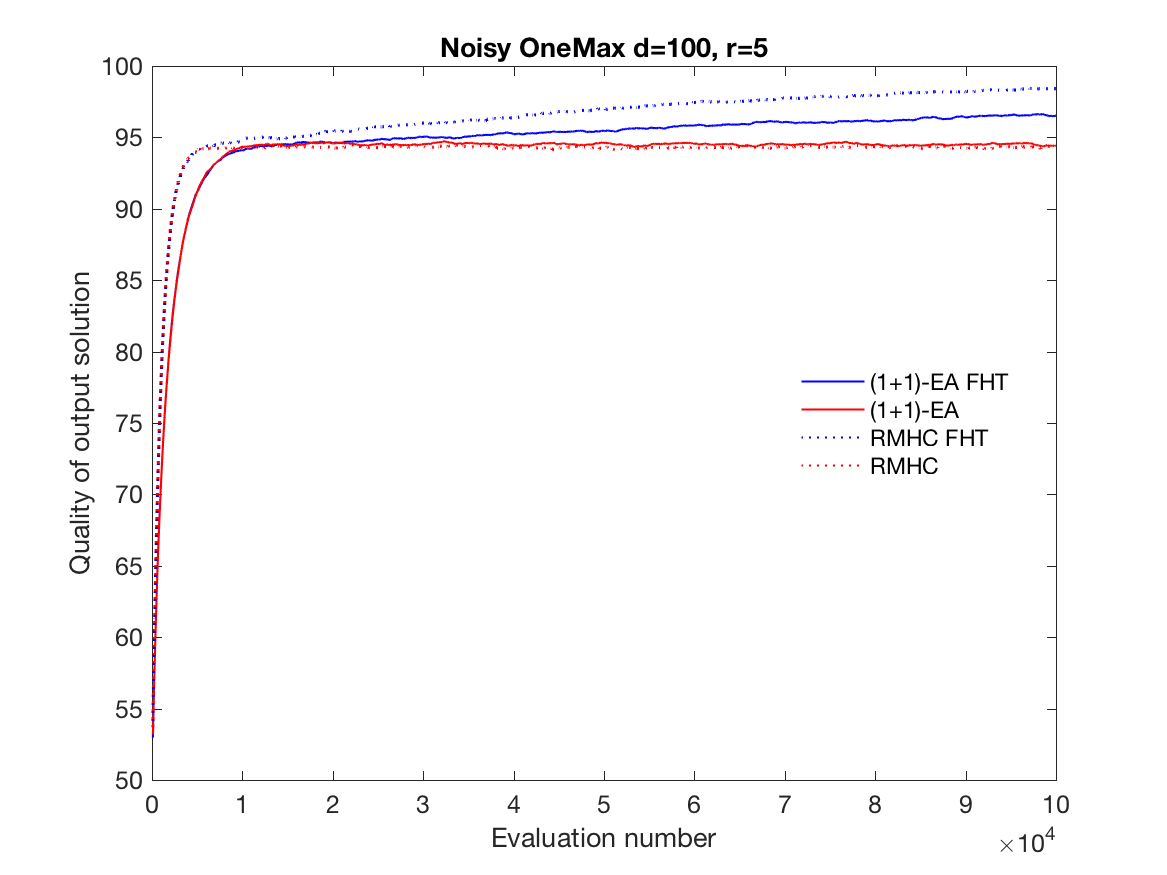 Noisy OneMax d=100, r=5
100
95
90
85
80
75
70
65
60
55
50
Quality of output solution
(1+1)-EA FHT
(1+1)-EA
RMHC FHT
RMHC
0 1 2 3 4 5 6 7 8 9 10
Evaluation number
×10⁴